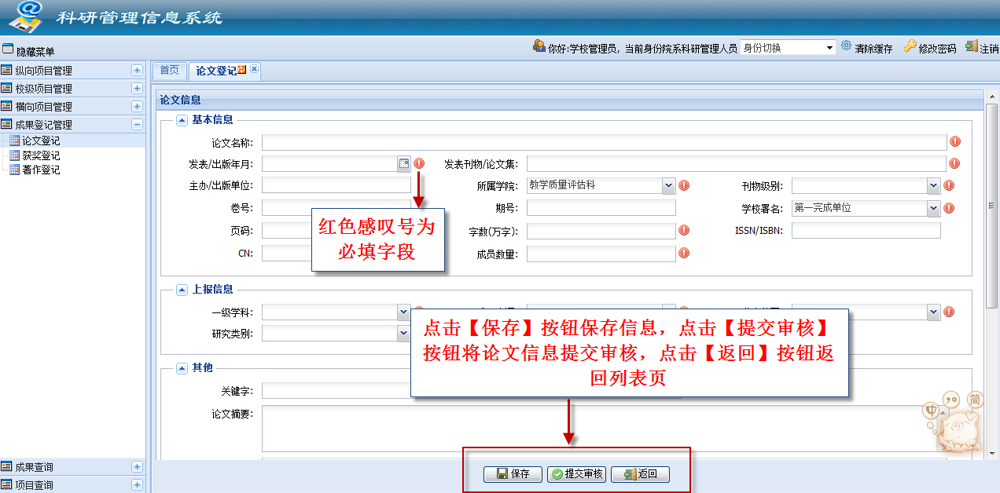 科研管理信息系统
隐藏菜单
你好:学校管理员，当前身份院系科研管理人员 身份切换 清除缓存 修改密码 注销
纵向项目管理
校级项目管理
横向项目管理
成果登记管理
论文登记
获奖登记
著作登记
成果查询
项目查询
首页 论文登记
论文信息
基本信息
论文名称:
发表/出版年月: 发表刊物/论文集:
主办/出版单位: 所属学院: 教学质量评估科 刊物级别:
卷号: 期号: 学校署名: 第一完成单位
页码: 字数(万字): ISSN/ISBN:
CN: 成员数量:
红色感叹号为
必填字段
上报信息
一级学科:
研究类别:
点击【保存】按钮保存信息，点击【提交审核】
按钮将论文信息提交审核，点击【返回】按钮返
回列表页
其他
关键字:
论文摘要:
中 简
保存 提交审核 返回